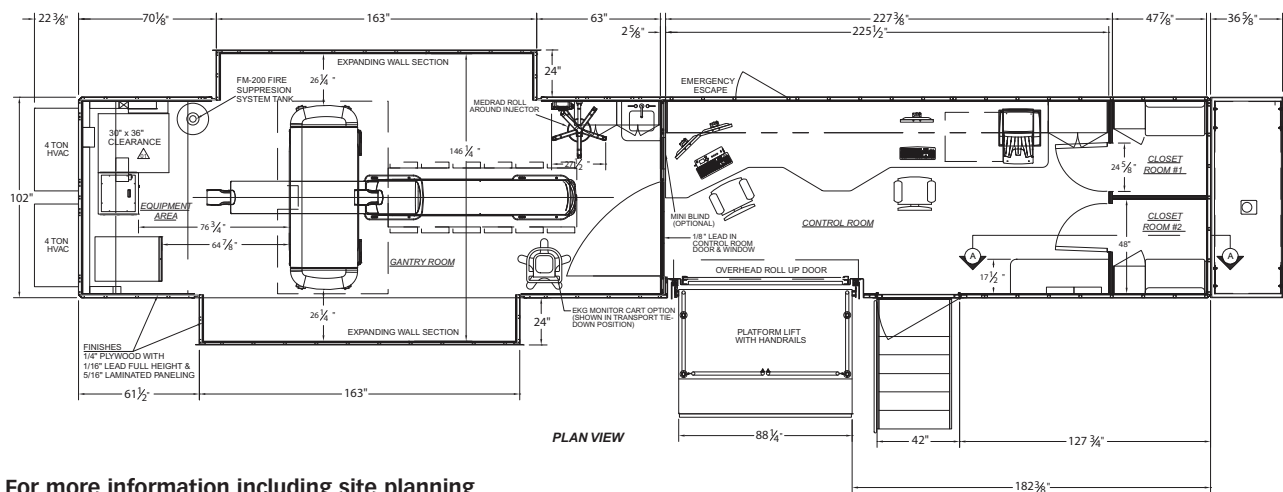 22 3/8"
70 1/8"
163"
63"
227 3/8"
47 7/8"
36 5/8"
2 5/8"
225 1/2"
EXPANDING WALL SECTION
26 1/4"
24"
FM-200 FIRE
SUPPRESION
SYSTEM TANK
MEDRAD ROLL
AROUND INJECTOR
EMERGENCY
ESCAPE
30" x 36"
CLEARANCE
4 TON
HVAC
146 1/4"
27 1/2"
24 5/8"
CLOSET
ROOM #1
102"
EQUIPMENT
AREA
76 3/4"
64 7/8"
4 TON
HVAC
GANTRY ROOM
MINI BLIND
(OPTIONAL)
1/8" LEAD IN
CONTROL ROOM
DOOR & WINDOW
CONTROL ROOM
CLOSET
ROOM #2
48"
A
A
17 1/2"
OVERHEAD ROLL UP DOOR
EKG MONITOR CART OPTION
(SHOWN IN TRANSPORT TIE-
DOWN POSITION)
26 1/4"
EXPANDING WALL SECTION
24"
PLATFORM LIFT
WITH HANDRAILS
FINISHES
1/4" PLYWOOD WITH
1/16" LEAD FULL HEIGHT &
5/16" LAMINATED PANELING
61 1/2"
163"
PLAN VIEW
88 1/4"
42"
127 3/4"
182 3/8"
For more information including site planning